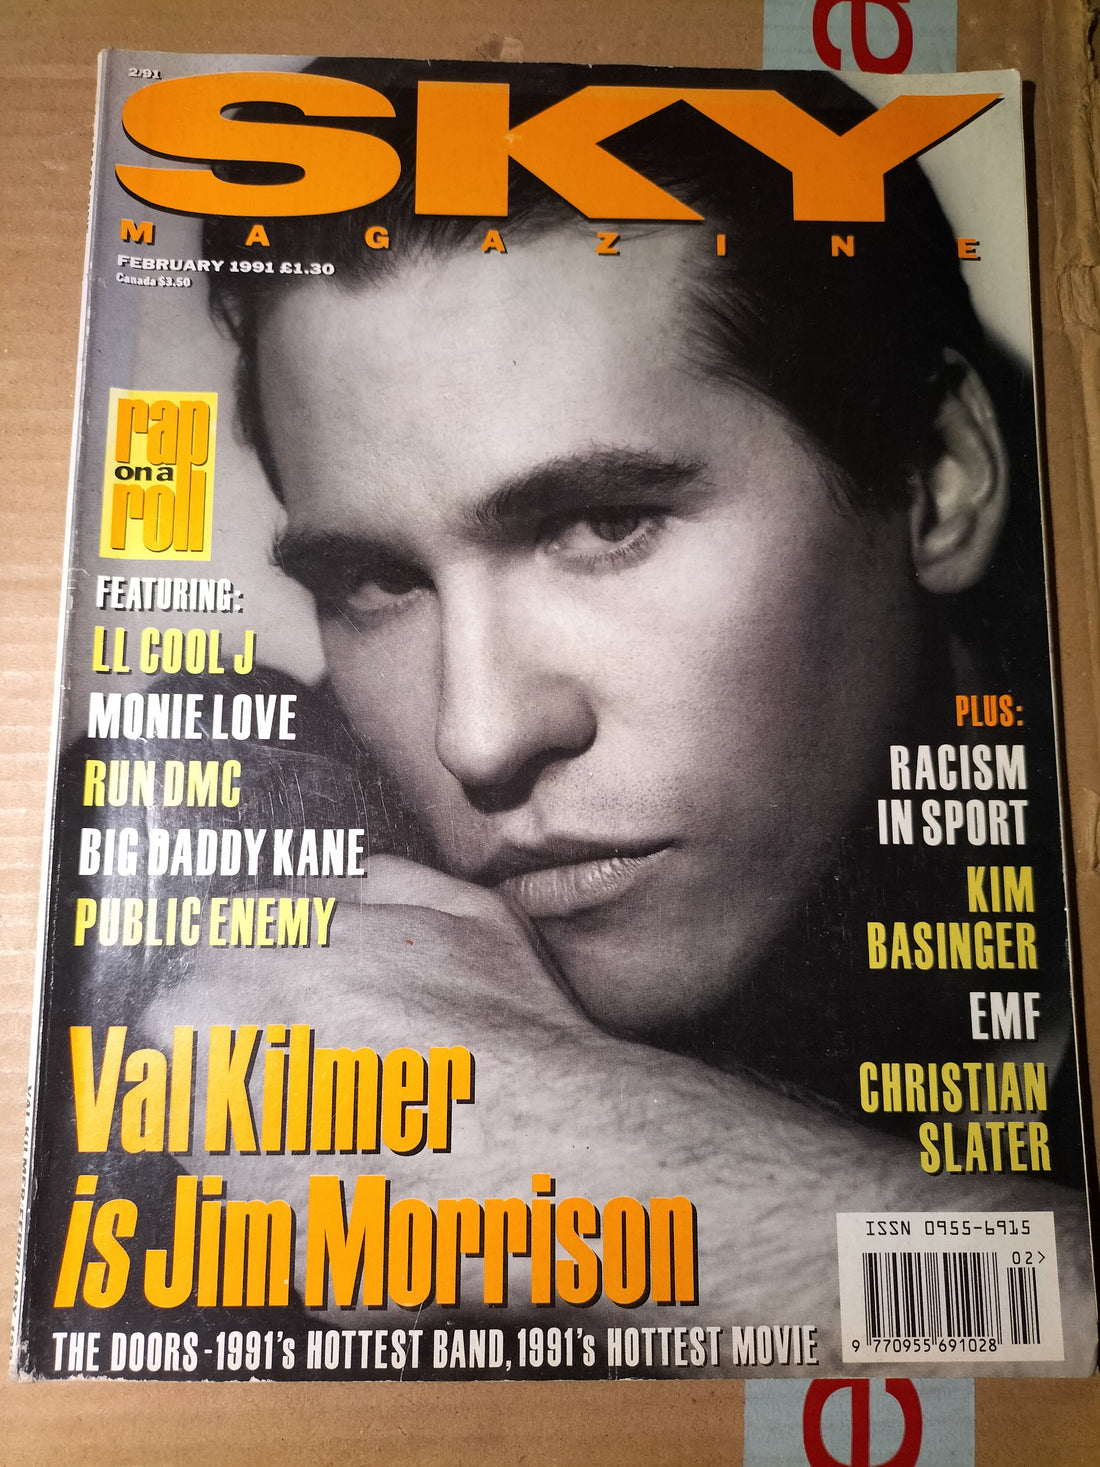 2/91
SKY
MAGAZINE
FEBRUARY 1991 £1.30
Canada $3.50
rap
on a
roll
FEATURING:
LL COOL J
MONIE LOVE
RUN DMC
BIG DADDY KANE
PUBLIC ENEMY
PLUS:
RACISM
IN SPORT
KIM
BASINGER
EMF
CHRISTIAN
SLATER
Val Kilmer
is Jim Morrison
THE DOORS - 1991's HOTTEST BAND, 1991's HOTTEST MOVIE
ISSN 0955-6915
02>
9 770955 691028